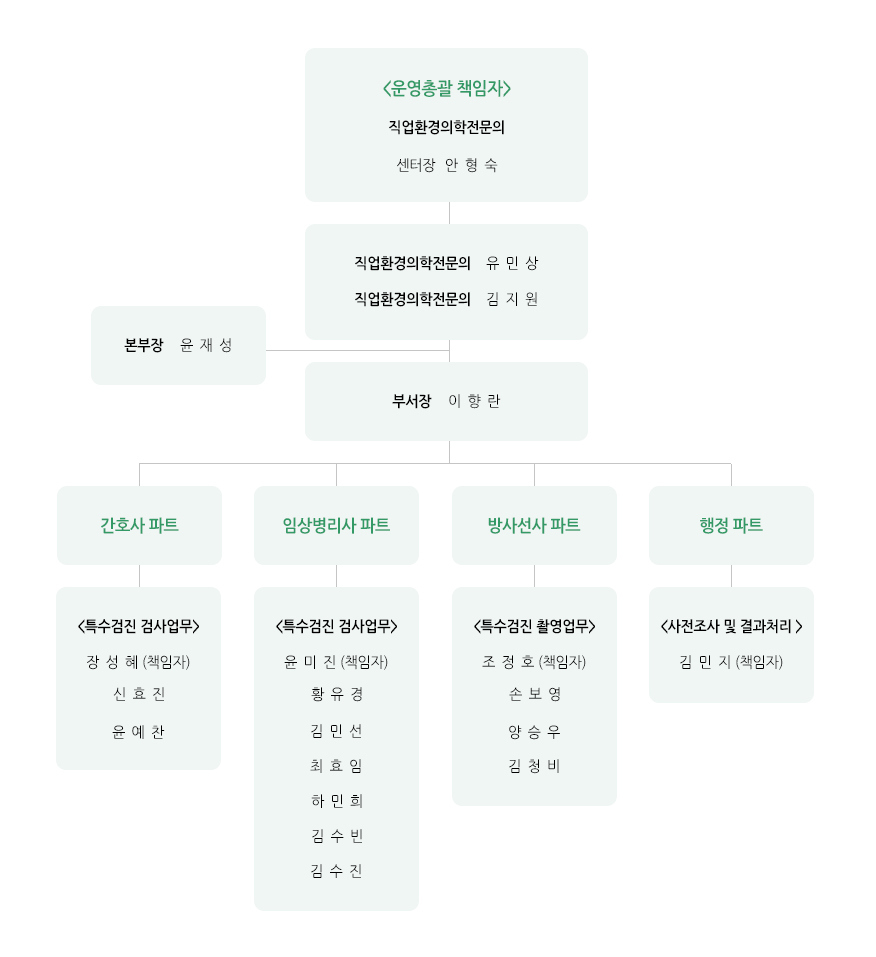 <운영총괄 책임자>
직업환경의학전문의
센터장 안 형 숙
직업환경의학전문의 유 민 상
직업환경의학전문의 김 지 원
본부장 윤 재 성
부서장 이 향 란
간호사 파트
임상병리사 파트
방사선사 파트
행정 파트
<특수검진 검사업무>
장 성 혜 (책임자)
신 효 진
윤 예 찬
<특수검진 검사업무>
윤 미 진 (책임자)
황 유 경
김 민 선
최 효 임
하 민 희
김 수 빈
김 수 진
<특수검진 촬영업무>
조 정 호 (책임자)
손 보 영
양 승 우
김 청 비
<사전조사 및 결과처리 >
김 민 지 (책임자)